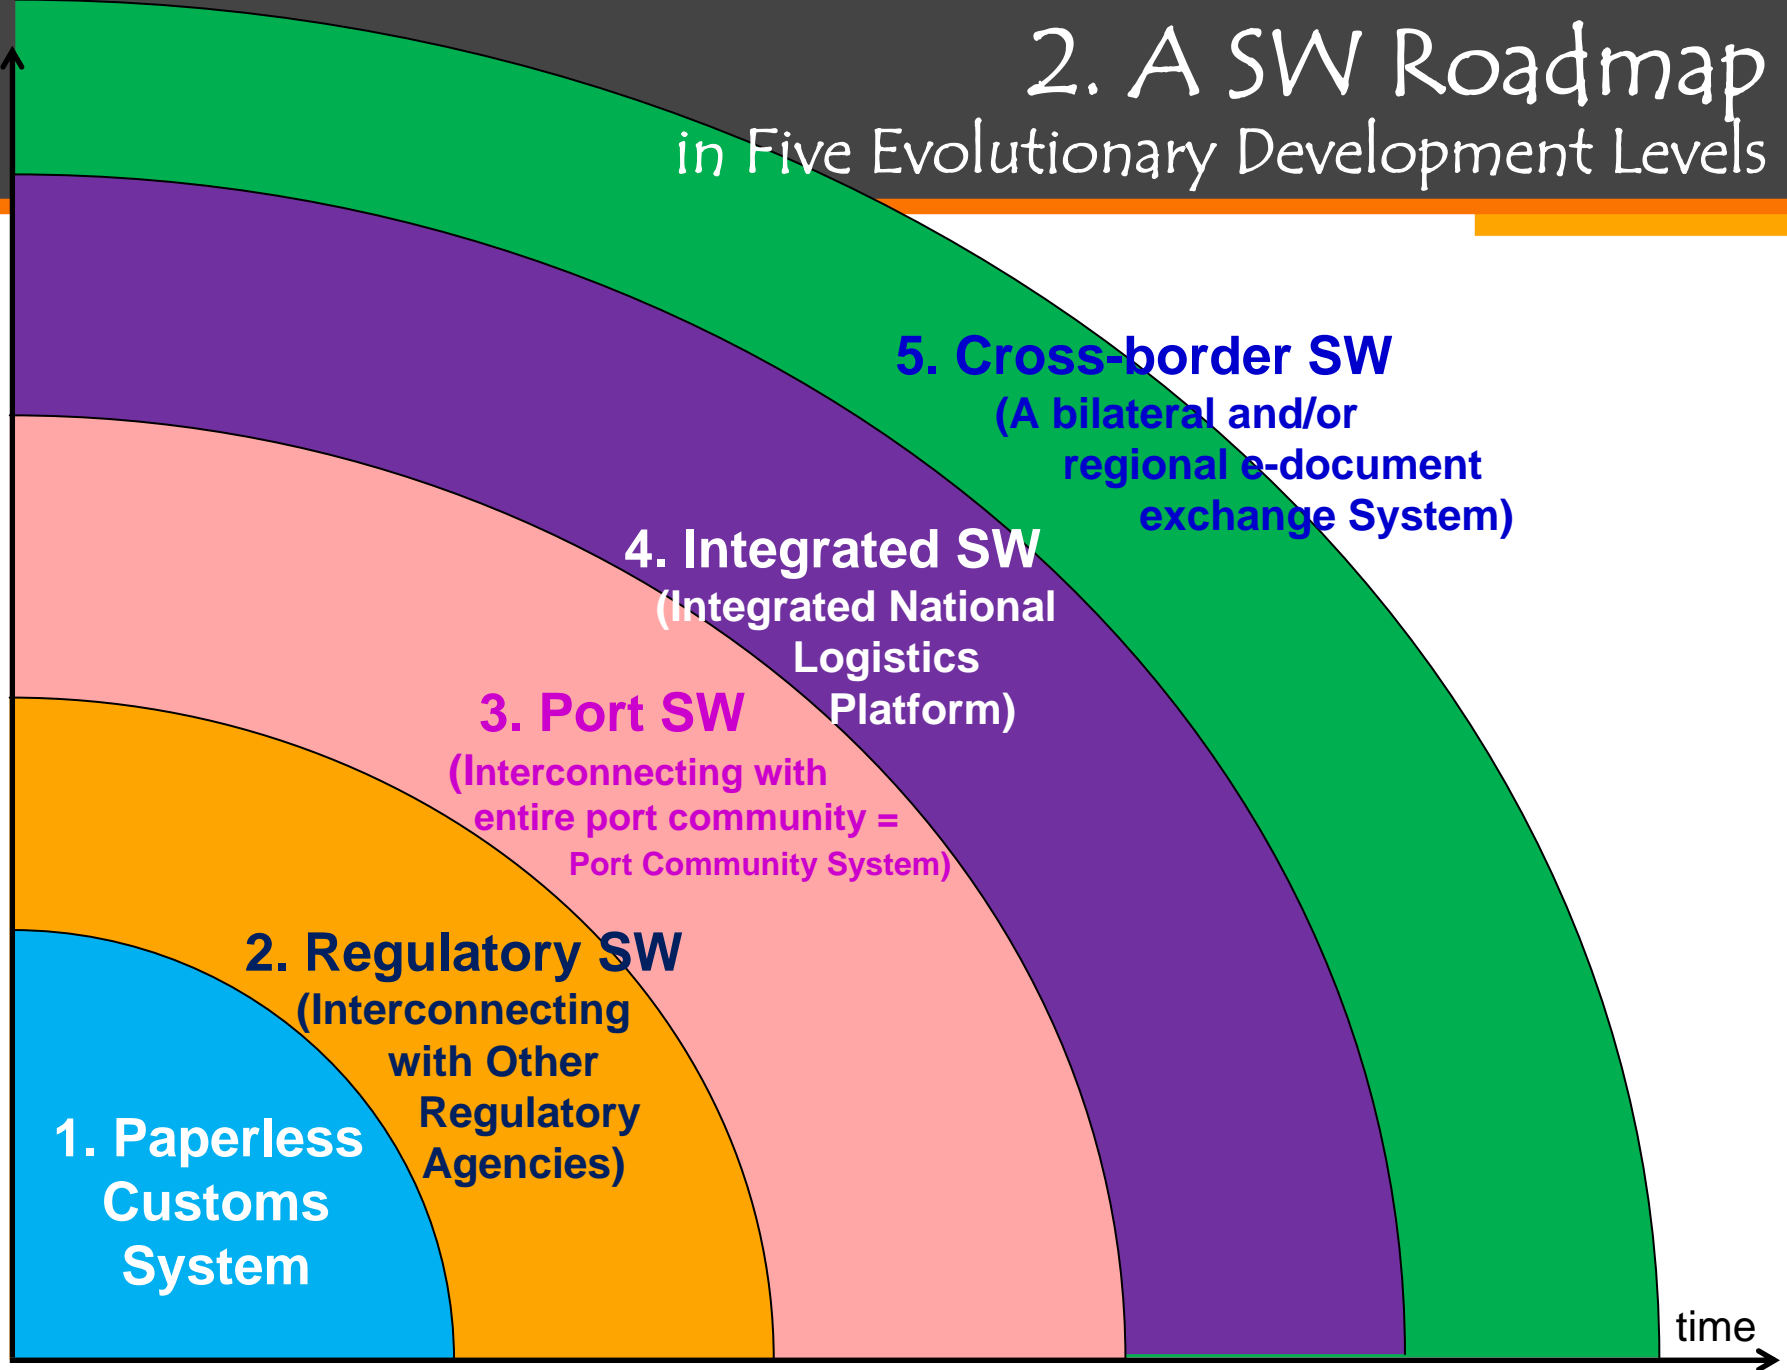 2. A SW Roadmap
in Five Evolutionary Development Levels
5. Cross-border SW
(A bilateral and/or
regional e-document
exchange System)
4. Integrated SW
(Integrated National
Logistics
Platform)
3. Port SW
(Interconnecting with
entire port community =
Port Community System)
2. Regulatory SW
(Interconnecting
with Other
Regulatory
Agencies)
1. Paperless
Customs
System
time